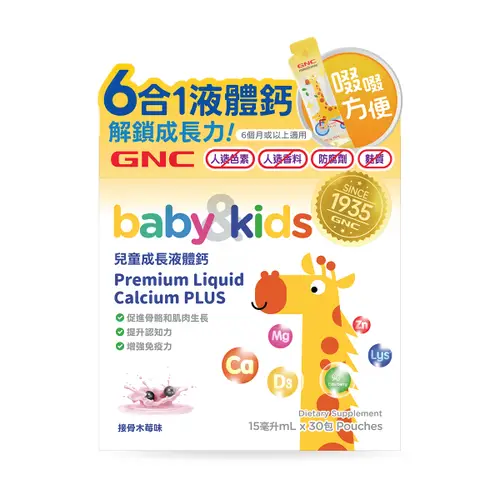 6合1液體鈣
解鎖成長力!
6個月或以上適用
啜啜
方便
GNC
人造色素
人造香料
防腐劑
麩質
baby&kids
SINCE
1935
GNC
兒童成長液體鈣
Premium Liquid
Calcium PLUS
促進骨骼和肌肉生長
提升認知力
增強免疫力
Mg
Zn
Ca
D3
Lys
接骨木莓味
Dietary Supplement
15毫升mL x 30包 Pouches